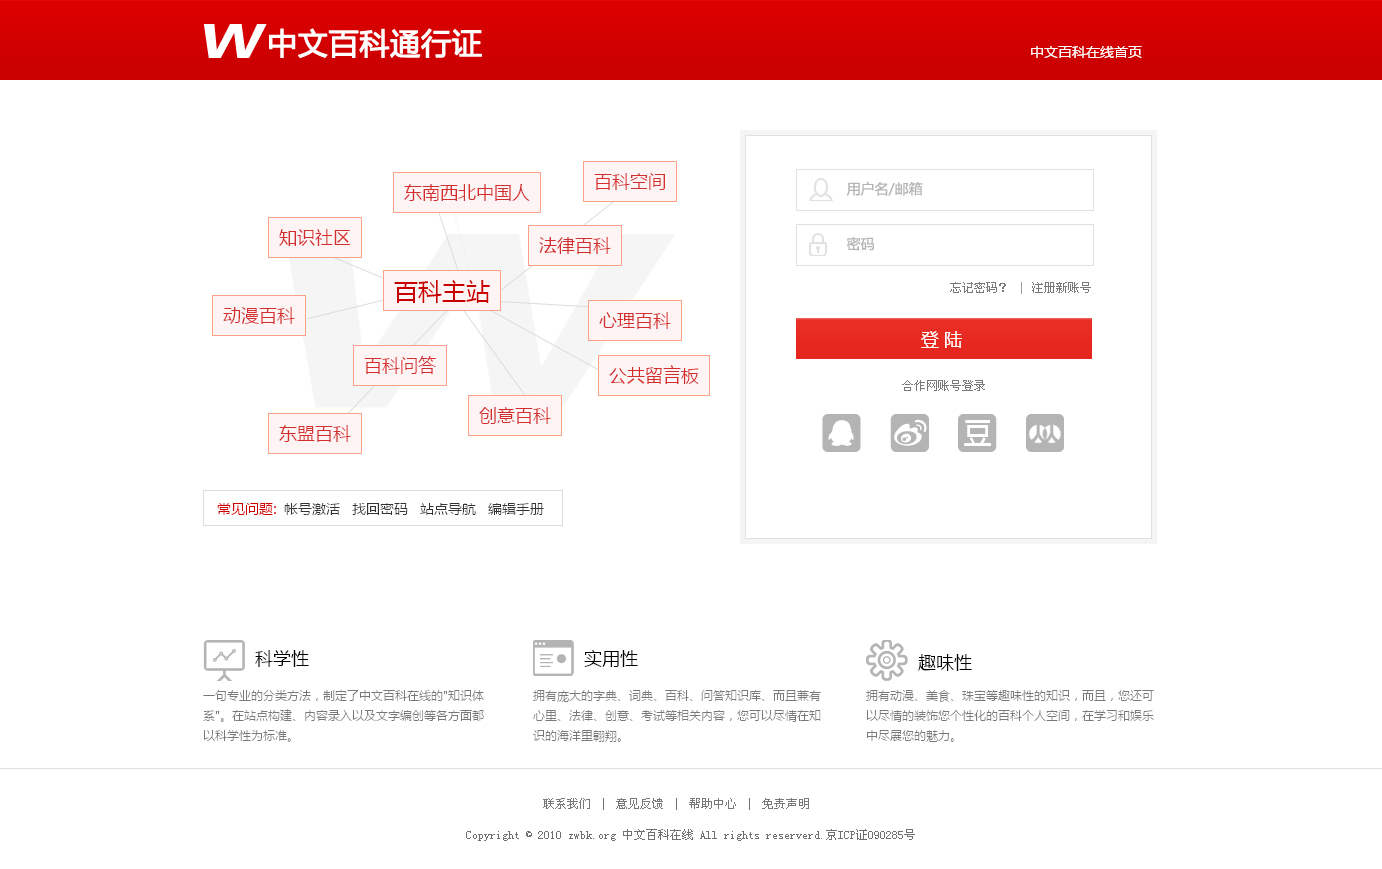 W中文百科通行证
中文百科在线首页
百科空间
东南西北中国人
知识社区
法律百科
百科主站
动漫百科
心理百科
百科问答
公共留言板
创意百科
东盟百科
常见问题: 帐号激活 找回密码 站点导航 编辑手册
用户名/邮箱
密码
忘记密码? | 注册新账号
登 陆
合作网账号登录
豆
科学性
一句专业的分类方法，制定了中文百科在线的"知识体
系"。在站点构建、内容录入以及文字编创等各方面都
以科学性为标准。
实用性
拥有庞大的字典、词典、百科、问答知识库、而且兼有
心里、法律、创意、考试等相关内容，您可以尽情在知
识的海洋里翱翔。
趣味性
拥有动漫、美食、珠宝等趣味性的知识，而且，您还可
以尽情的装饰您个性化的百科个人空间，在学习和娱乐
中尽展您的魅力。
联系我们 | 意见反馈 | 帮助中心 | 免责声明
Copyright © 2010 zwbk.org 中文百科在线 All rights reserverd.京ICP证090285号